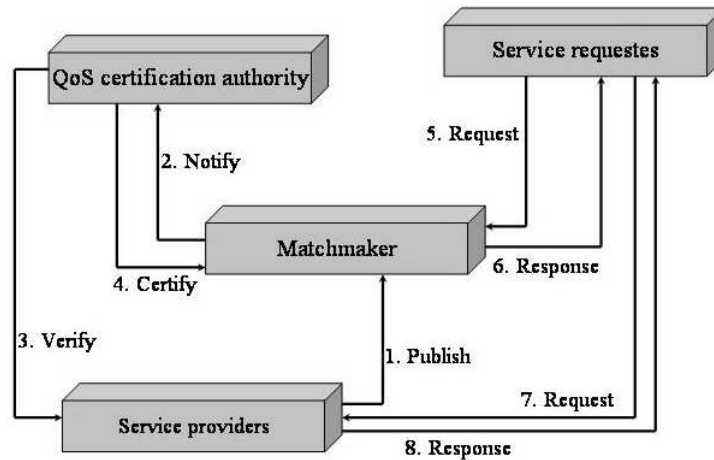 Service requestes
QoS certification authority
5. Request
2. Notify
Matchmaker
6. Response
4. Certify
3. Verify
1. Publish
7. Request
Service providers
8. Response